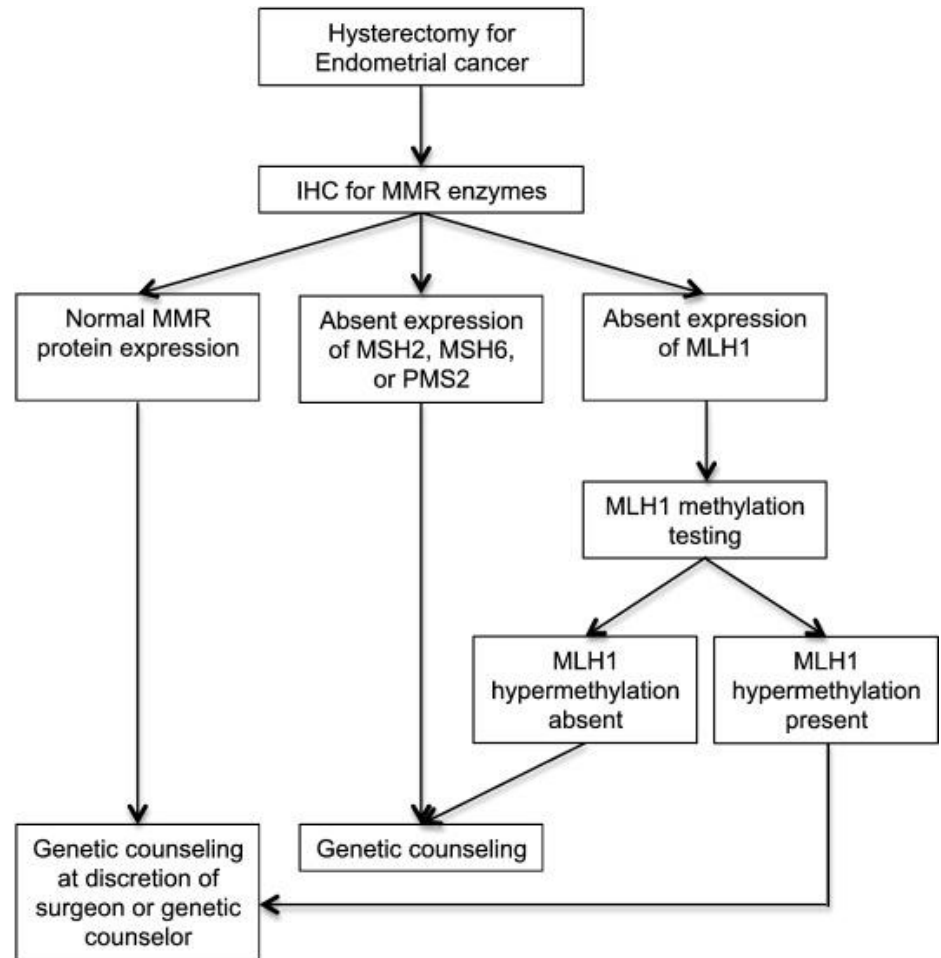 Hysterectomy for
Endometrial cancer
IHC for MMR enzymes
Normal MMR
protein expression
Absent expression
of MSH2, MSH6,
or PMS2
Absent expression
of MLH1
MLH1 methylation
testing
MLH1
hypermethylation
absent
MLH1
hypermethylation
present
Genetic counseling
at discretion of
surgeon or genetic
counselor
Genetic counseling